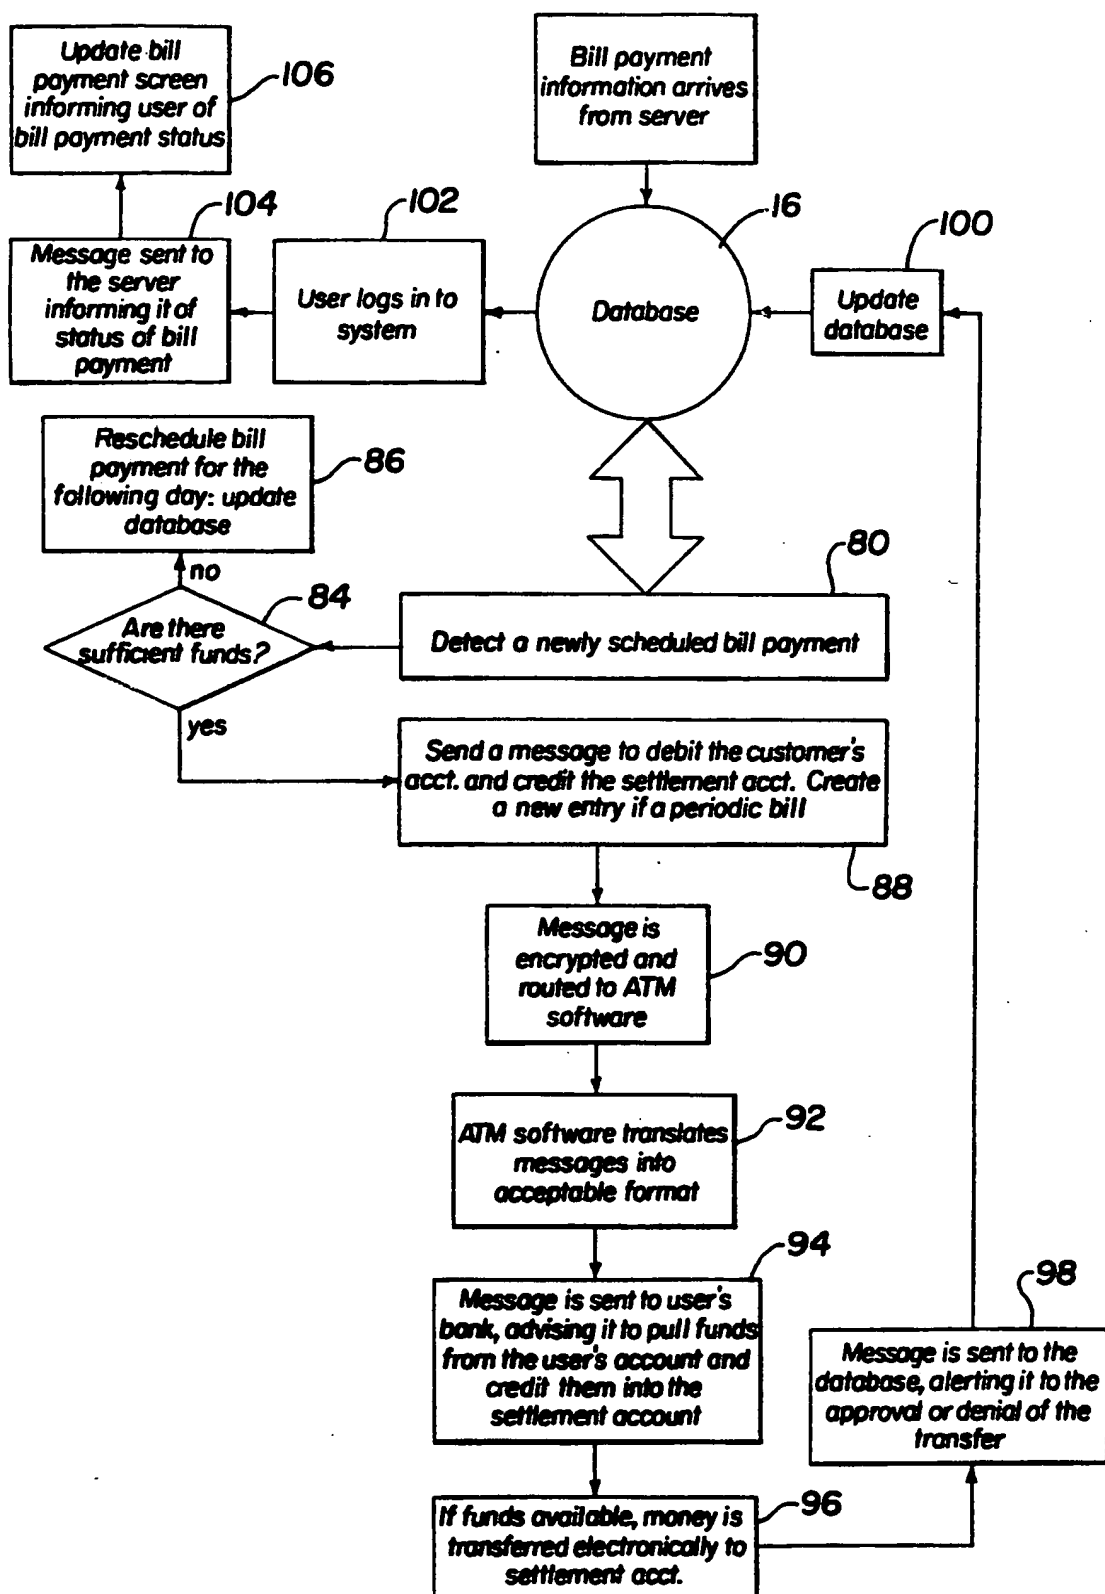 Update bill
payment screen
informing user of
bill payment status
106
Bill payment
information arrives
from server
104
Message sent to
the server
informing it of
status of bill
payment
102
User logs in to
system
16
Database
100
Update
database
Reschedule bill
payment for the
following day: update
database
86
no
84
Are there
sufficient funds?
yes
80
Detect a newly scheduled bill payment
Send a message to debit the customer's
acct. and credit the settlement acct. Create
a new entry if a periodic bill
88
Message is
encrypted and
routed to ATM
software
90
ATM software translates
messages into
acceptable format
92
94
Message is sent to user's
bank, advising it to pull funds
from the user's account and
credit them into the
settlement account
98
Message is sent to the
database, alerting it to the
approval or denial of the
transfer
96
If funds available, money is
transferred electronically to
settlement acct.